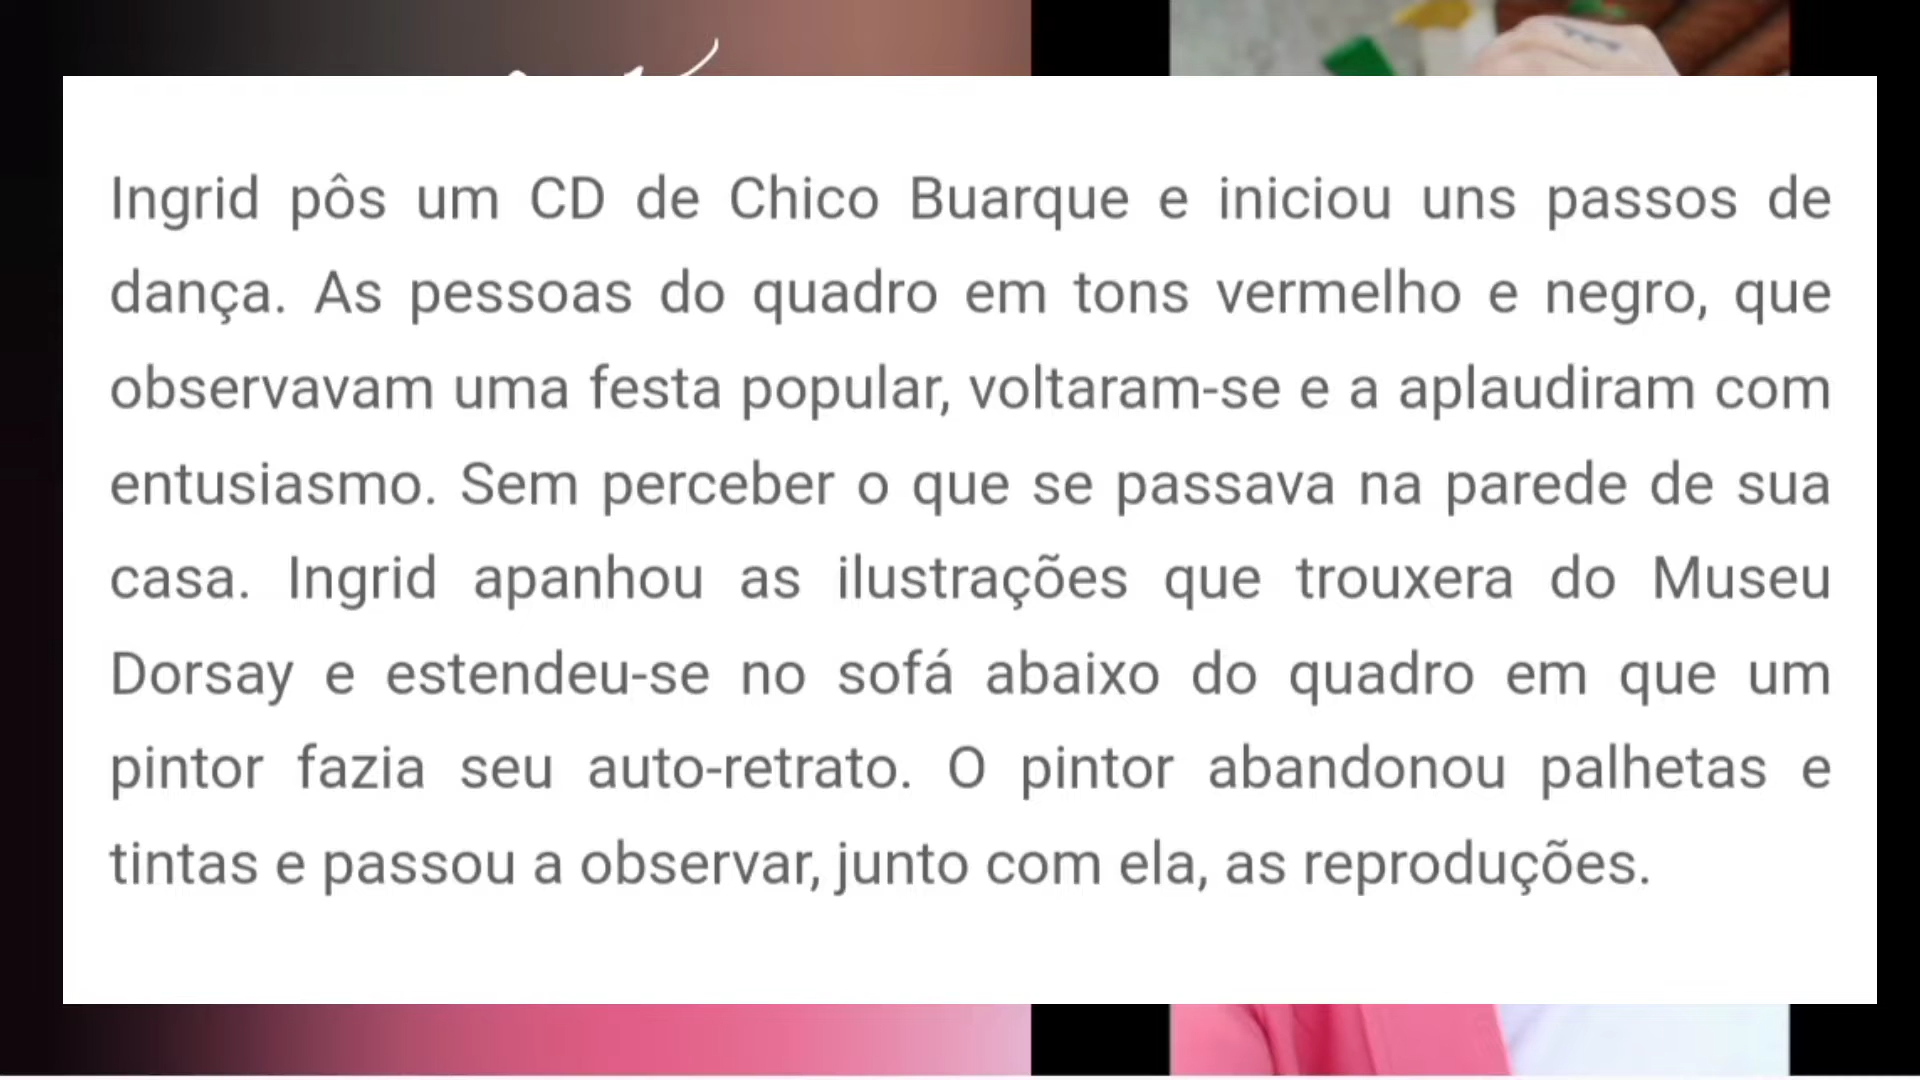 Ingrid pôs um CD de Chico Buarque e iniciou uns passos de
dança. As pessoas do quadro em tons vermelho e negro, que
observavam uma festa popular, voltaram-se e a aplaudiram com
entusiasmo. Sem perceber o que se passava na parede de sua
casa. Ingrid apanhou as ilustrações que trouxera do Museu
Dorsay e estendeu-se no sofá abaixo do quadro em que um
pintor fazia seu auto-retrato. O pintor abandonou palhetas e
tintas e passou a observar, junto com ela, as reproduções.